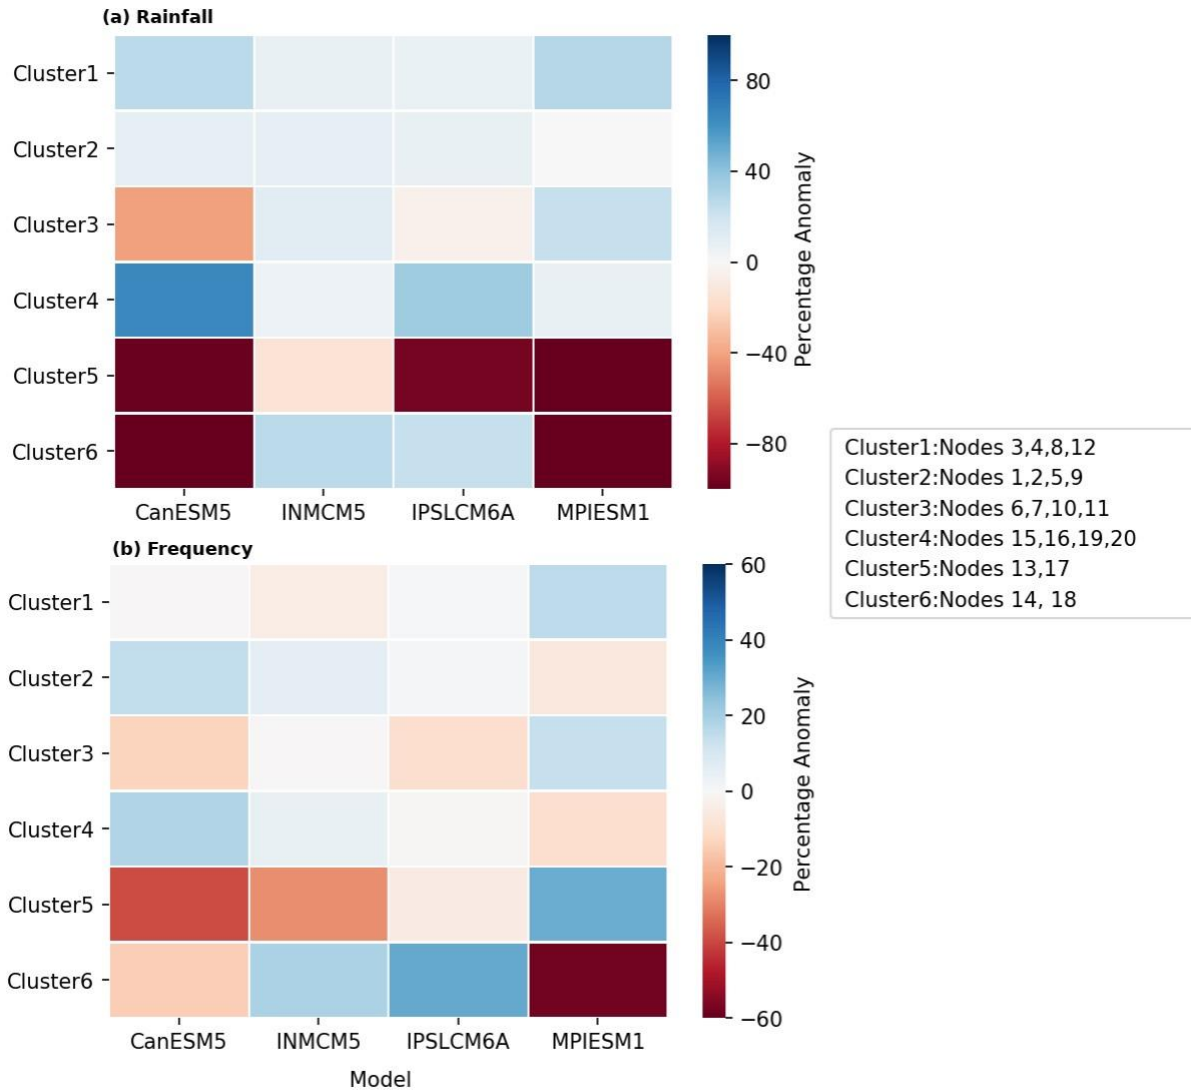 (a) Rainfall
Cluster1
Cluster2
Cluster3
Cluster4
Cluster5
Cluster6
CanESM5 INMCM5 IPSLCM6A MPIESM1
80
40
0
−40
−80
Percentage Anomaly
(b) Frequency
Cluster1
Cluster2
Cluster3
Cluster4
Cluster5
Cluster6
CanESM5 INMCM5 IPSLCM6A MPIESM1
Model
60
40
20
0
−20
−40
−60
Percentage Anomaly
Cluster1:Nodes 3,4,8,12
Cluster2:Nodes 1,2,5,9
Cluster3:Nodes 6,7,10,11
Cluster4:Nodes 15,16,19,20
Cluster5:Nodes 13,17
Cluster6:Nodes 14, 18